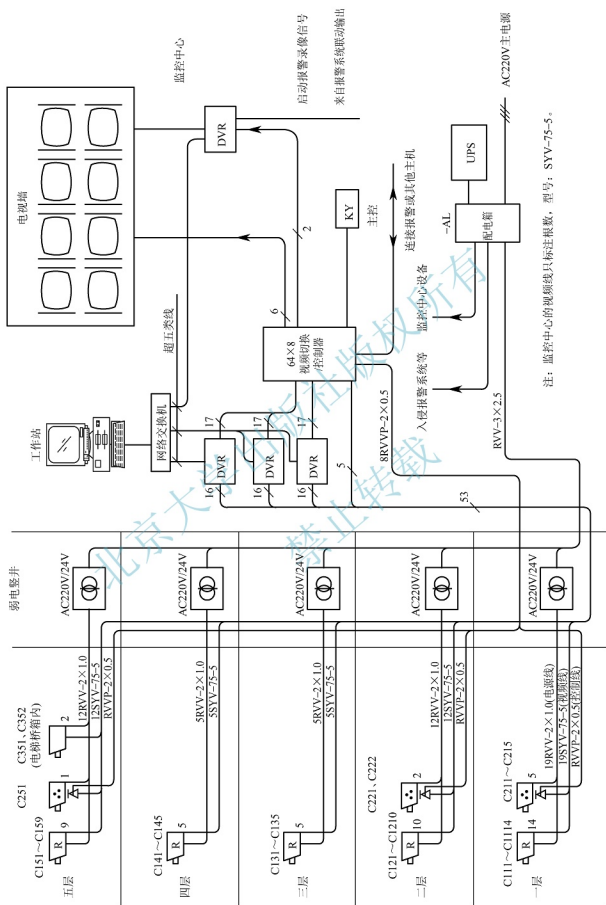 电视墙
监控中心
启动报警录像信号
来自报警系统联动输出
AC220V主电源
DVR
UPS
-AL
配电箱
KY
主控
连接报警或其他主机
2
6
监控中心设备
入侵报警系统等
注：监控中心的视频线只标注根数，型号：SYV-75-5。
超五类线
64×8
视频切换
/控制器
工作站
网络交换机
17
17
17
DVR
DVR
DVR
16
16
16
5
8RVVP-2×0.5
RVV-3×2.5
53
弱电竖井
AC220V/24V
AC220V/24V
AC220V/24V
AC220V/24V
AC220V/24V
C351、C352
(电梯桥箱内)
2
C251
1
C151～C159
R
9
五层
12RVV-2×1.0
12SYV-75-5
RVVP-2×0.5
C141～C145
R
5
四层
5RVV-2×1.0
5SYV-75-5
C131～C135
R
5
三层
5RVV-2×1.0
5SYV-75-5
C221、C222
2
C121～C1210
R
10
二层
12RVV-2×1.0
12SYV-75-5
RVVP-2×0.5
C211～C215
5
C111～C1114
R
14
一层
19RVV-2×1.0(电源线)
19SYV-75-5(视频线)
RVVP-2×0.5(控制线)
北京大学出版社版权所有
禁止转载